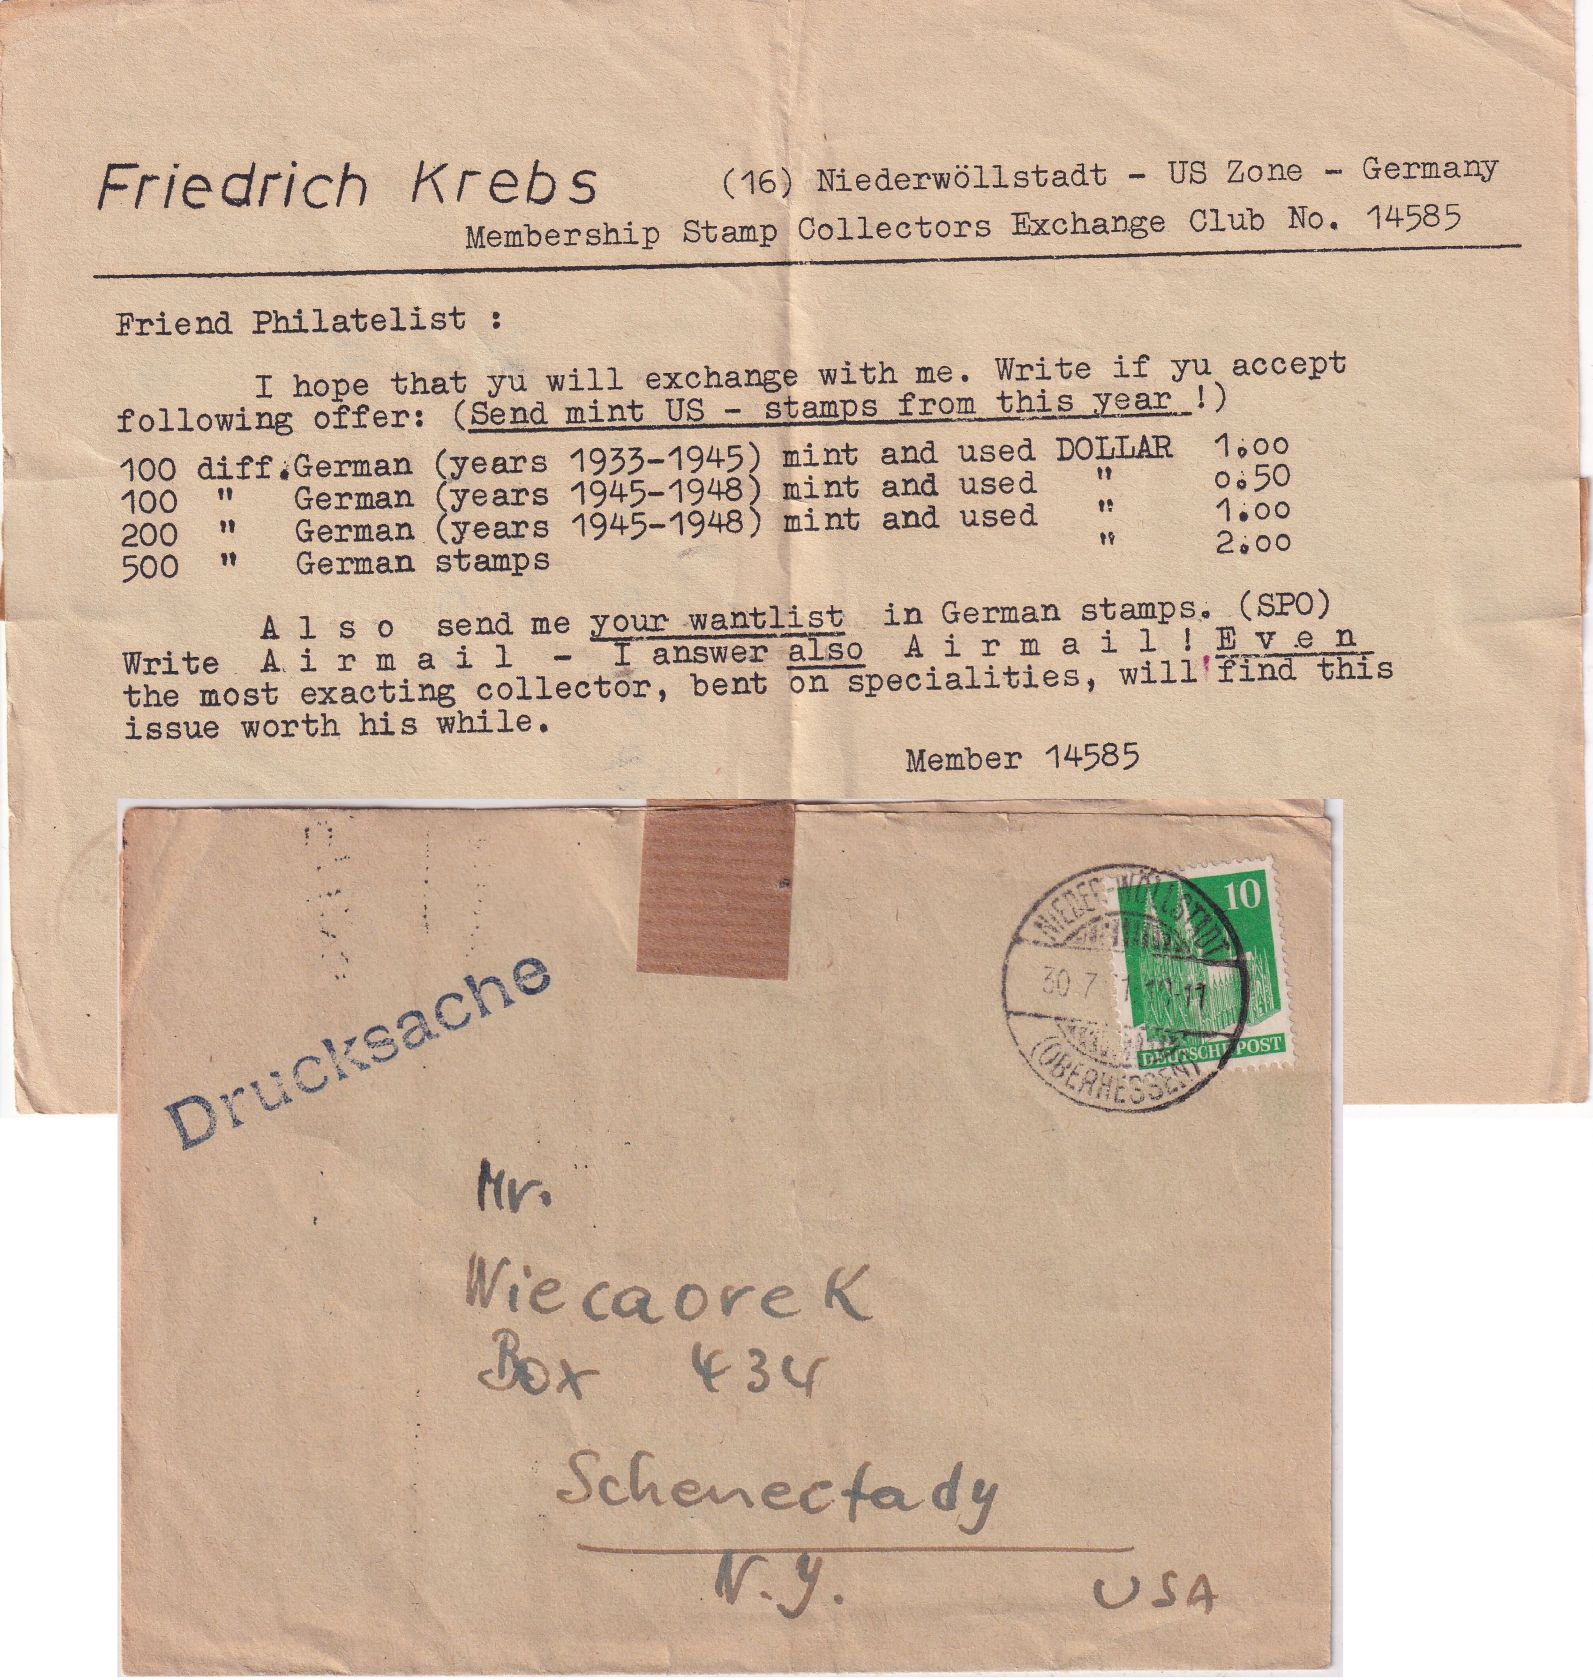 Friedrich Krebs (16) Niederwöllstadt - US Zone - Germany
Membership Stamp Collectors Exchange Club No. 14585
Friend Philatelist :
I hope that yu will exchange with me. Write if yu accept
following offer: (Send mint US - stamps from this year !)
100 diff. German (years 1933-1945) mint and used DOLLAR 1.00
100 " German (years 1945-1948) mint and used " 0.50
200 " German (years 1945-1948) mint and used " 1.00
500 " German stamps " 2.00
A l s o send me your wantlist in German stamps. (SPO)
Write A i r m a i l - I answer also A i r m a i l ! E v e n
the most exacting collector, bent on specialities, will find this
issue worth his while.
Member 14585
Drucksache
NIEDER-WÖLLSTADT
30.7
(OBERHESSEN)
10
DEUTSCHE POST
Mr.
Wiecaorek
Box 434
Schenectady
N.Y. USA